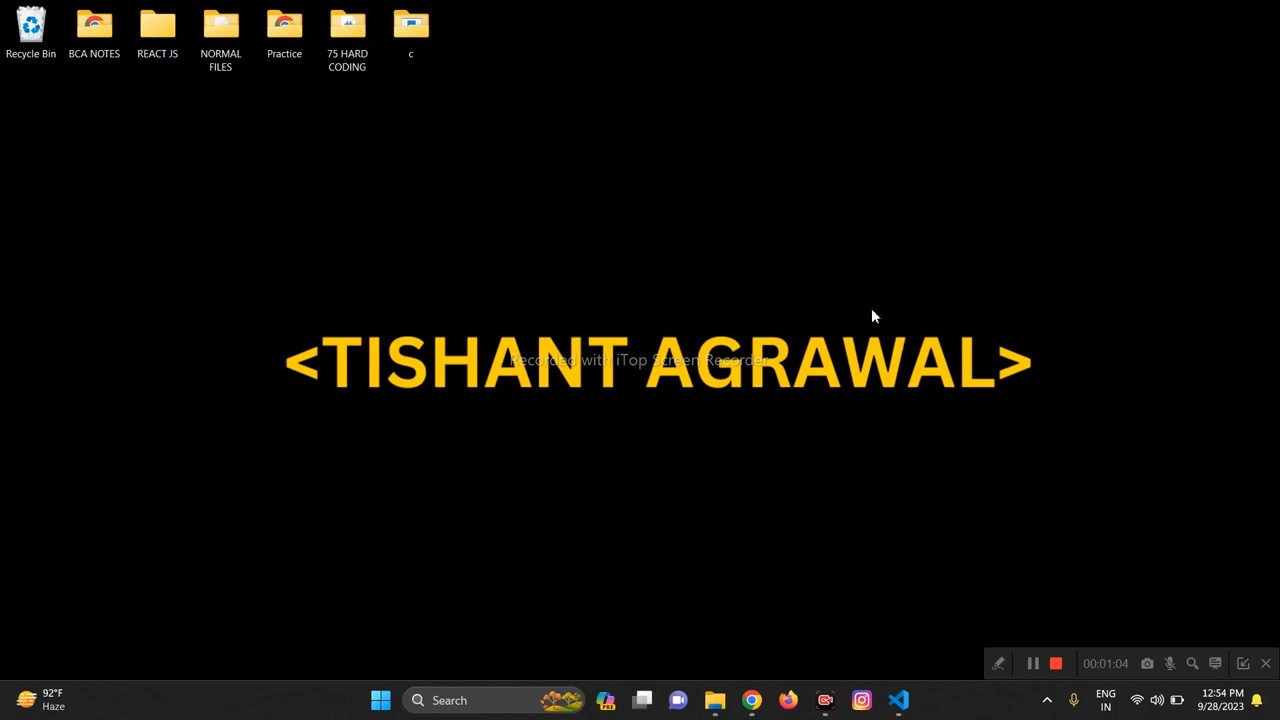 Recycle Bin
BCA NOTES
REACT JS
NORMAL
FILES
Practice
75 HARD
CODING
c
<TISHANT AGRAWAL>
Recorded with iTop Screen Recorder
00:01:04
92°F
Haze
Search
PRE
ENG
IN
12:54 PM
9/28/2023